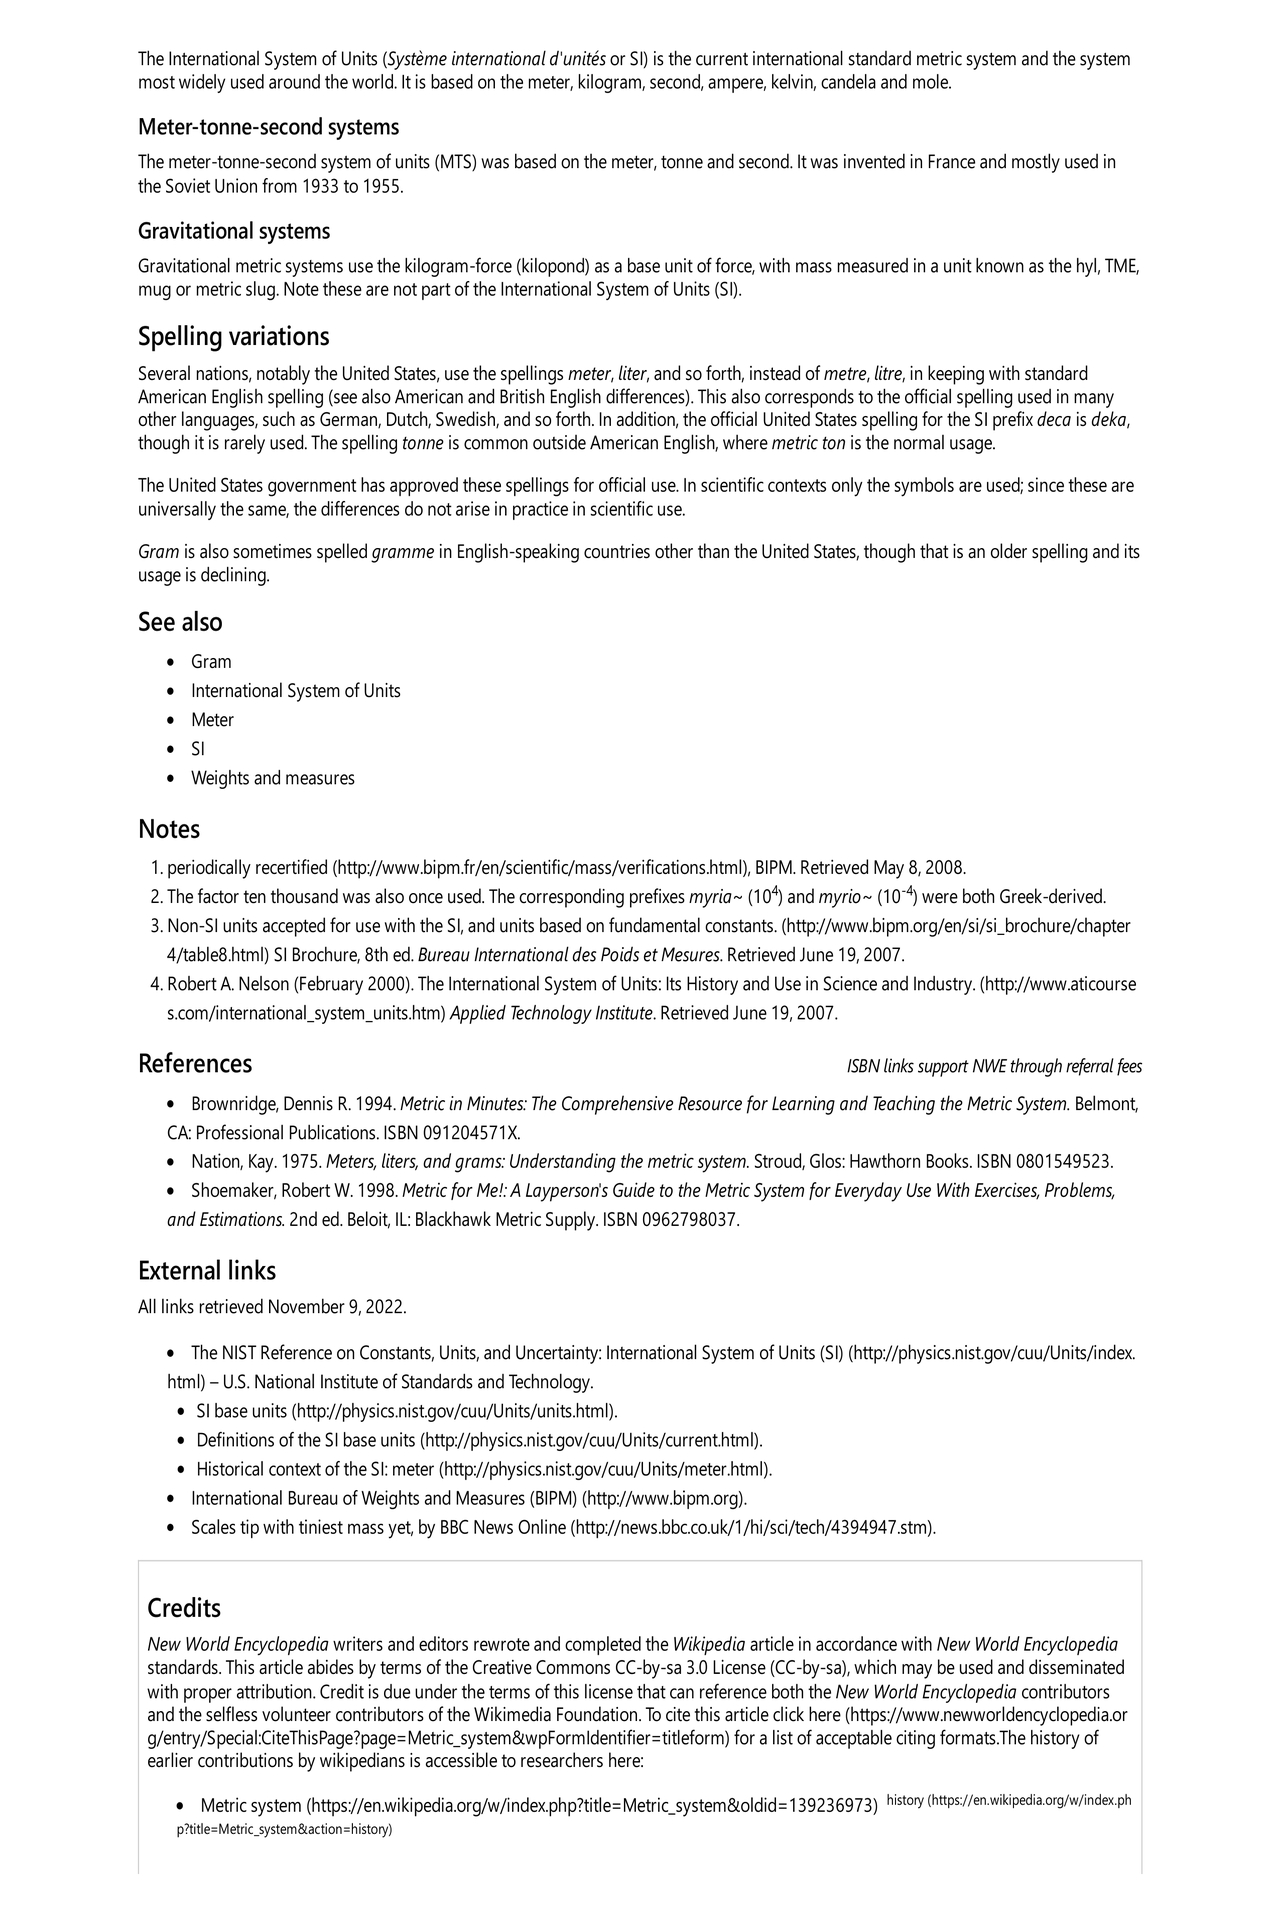 The International System of Units (Système international d'unités or SI) is the current international standard metric system and the system
most widely used around the world. It is based on the meter, kilogram, second, ampere, kelvin, candela and mole.
Meter-tonne-second systems
The meter-tonne-second system of units (MTS) was based on the meter, tonne and second. It was invented in France and mostly used in
the Soviet Union from 1933 to 1955.
Gravitational systems
Gravitational metric systems use the kilogram-force (kilopond) as a base unit of force, with mass measured in a unit known as the hyl, TME,
mug or metric slug. Note these are not part of the International System of Units (SI).
Spelling variations
Several nations, notably the United States, use the spellings meter, liter, and so forth, instead of metre, litre, in keeping with standard
American English spelling (see also American and British English differences). This also corresponds to the official spelling used in many
other languages, such as German, Dutch, Swedish, and so forth. In addition, the official United States spelling for the SI prefix deca is deka,
though it is rarely used. The spelling tonne is common outside American English, where metric ton is the normal usage.
The United States government has approved these spellings for official use. In scientific contexts only the symbols are used; since these are
universally the same, the differences do not arise in practice in scientific use.
Gram is also sometimes spelled gramme in English-speaking countries other than the United States, though that is an older spelling and its
usage is declining.
See also
• Gram
• International System of Units
• Meter
• SI
• Weights and measures
Notes
1. periodically recertified (http://www.bipm.fr/en/scientific/mass/verifications.html), BIPM. Retrieved May 8, 2008.
2. The factor ten thousand was also once used. The corresponding prefixes myria~ (10⁴) and myrio~ (10⁻⁴) were both Greek-derived.
3. Non-SI units accepted for use with the SI, and units based on fundamental constants. (http://www.bipm.org/en/si/si_brochure/chapter
4/table8.html) SI Brochure, 8th ed. Bureau International des Poids et Mesures. Retrieved June 19, 2007.
4. Robert A. Nelson (February 2000). The International System of Units: Its History and Use in Science and Industry. (http://www.aticourse
s.com/international_system_units.htm) Applied Technology Institute. Retrieved June 19, 2007.
References ISBN links support NWE through referral fees
• Brownridge, Dennis R. 1994. Metric in Minutes: The Comprehensive Resource for Learning and Teaching the Metric System. Belmont,
CA: Professional Publications. ISBN 091204571X.
• Nation, Kay. 1975. Meters, liters, and grams: Understanding the metric system. Stroud, Glos: Hawthorn Books. ISBN 0801549523.
• Shoemaker, Robert W. 1998. Metric for Me!: A Layperson's Guide to the Metric System for Everyday Use With Exercises, Problems,
and Estimations. 2nd ed. Beloit, IL: Blackhawk Metric Supply. ISBN 0962798037.
External links
All links retrieved November 9, 2022.
• The NIST Reference on Constants, Units, and Uncertainty: International System of Units (SI) (http://physics.nist.gov/cuu/Units/index.
html) – U.S. National Institute of Standards and Technology.
• SI base units (http://physics.nist.gov/cuu/Units/units.html).
• Definitions of the SI base units (http://physics.nist.gov/cuu/Units/current.html).
• Historical context of the SI: meter (http://physics.nist.gov/cuu/Units/meter.html).
• International Bureau of Weights and Measures (BIPM) (http://www.bipm.org).
• Scales tip with tiniest mass yet, by BBC News Online (http://news.bbc.co.uk/1/hi/sci/tech/4394947.stm).
Credits
New World Encyclopedia writers and editors rewrote and completed the Wikipedia article in accordance with New World Encyclopedia
standards. This article abides by terms of the Creative Commons CC-by-sa 3.0 License (CC-by-sa), which may be used and disseminated
with proper attribution. Credit is due under the terms of this license that can reference both the New World Encyclopedia contributors
and the selfless volunteer contributors of the Wikimedia Foundation. To cite this article click here (https://www.newworldencyclopedia.or
g/entry/Special:CiteThisPage?page=Metric_system&wpFormIdentifier=titleform) for a list of acceptable citing formats.The history of
earlier contributions by wikipedians is accessible to researchers here:
• Metric system (https://en.wikipedia.org/w/index.php?title=Metric_system&oldid=139236973) history (https://en.wikipedia.org/w/index.ph
p?title=Metric_system&action=history)